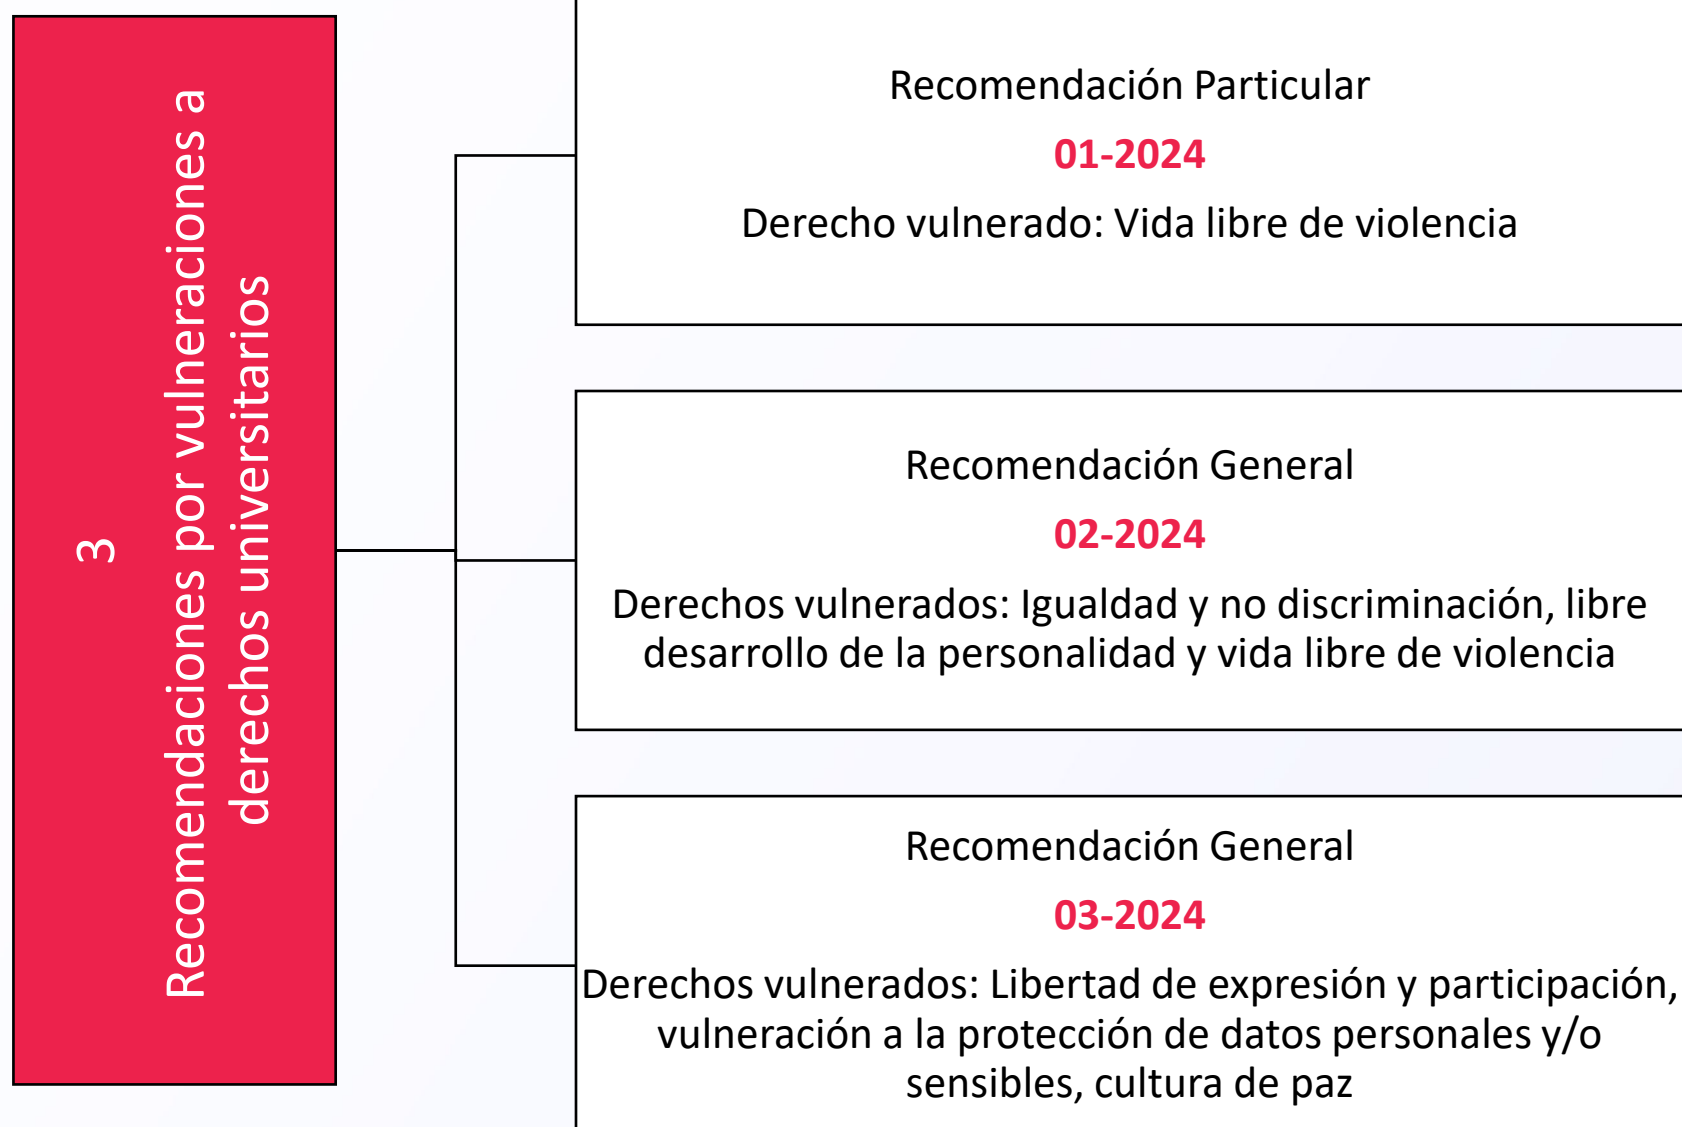 3
Recomendaciones por vulneraciones a
derechos universitarios
Recomendación Particular
01-2024
Derecho vulnerado: Vida libre de violencia
Recomendación General
02-2024
Derechos vulnerados: Igualdad y no discriminación, libre
desarrollo de la personalidad y vida libre de violencia
Recomendación General
03-2024
Derechos vulnerados: Libertad de expresión y participación,
vulneración a la protección de datos personales y/o
sensibles, cultura de paz